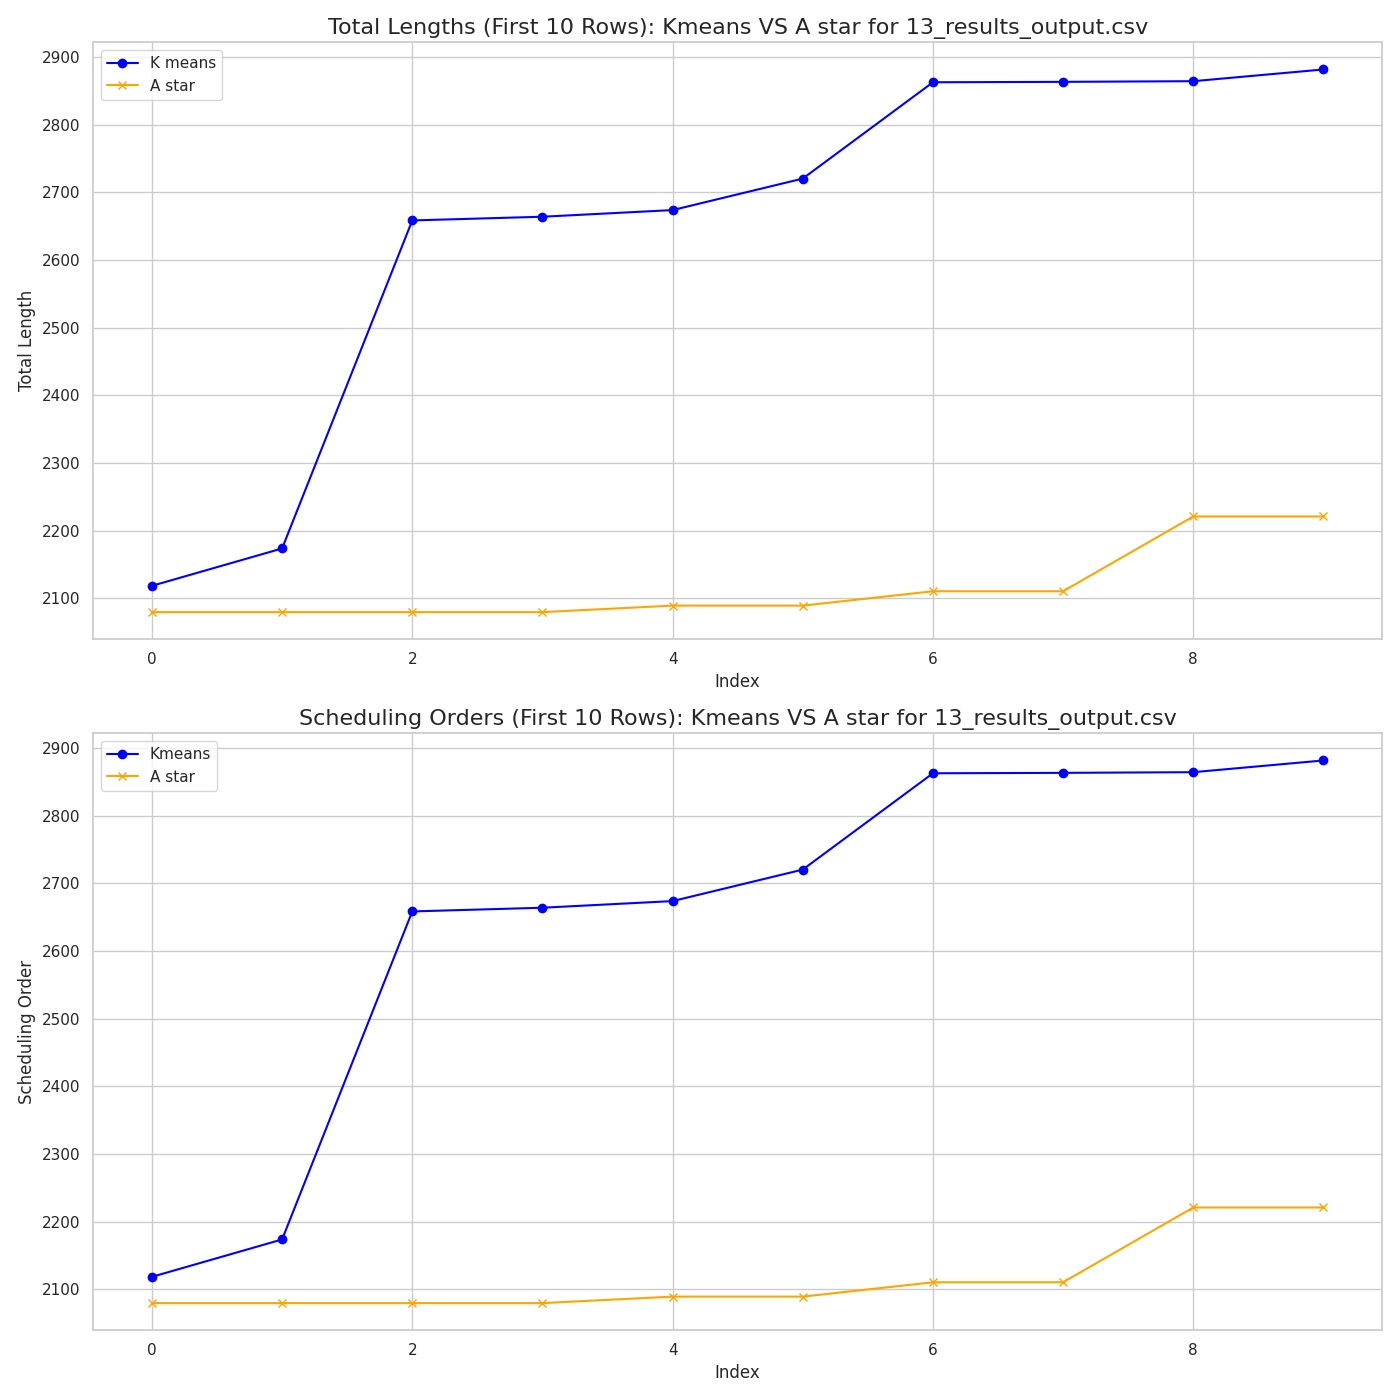 Total Lengths (First 10 Rows): Kmeans VS A star for 13_results_output.csv
K means
A star
2900
2800
2700
2600
2500
2400
2300
2200
2100
Total Length
0 2 4 6 8
Index
Scheduling Orders (First 10 Rows): Kmeans VS A star for 13_results_output.csv
Kmeans
A star
2900
2800
2700
2600
2500
2400
2300
2200
2100
Scheduling Order
0 2 4 6 8
Index